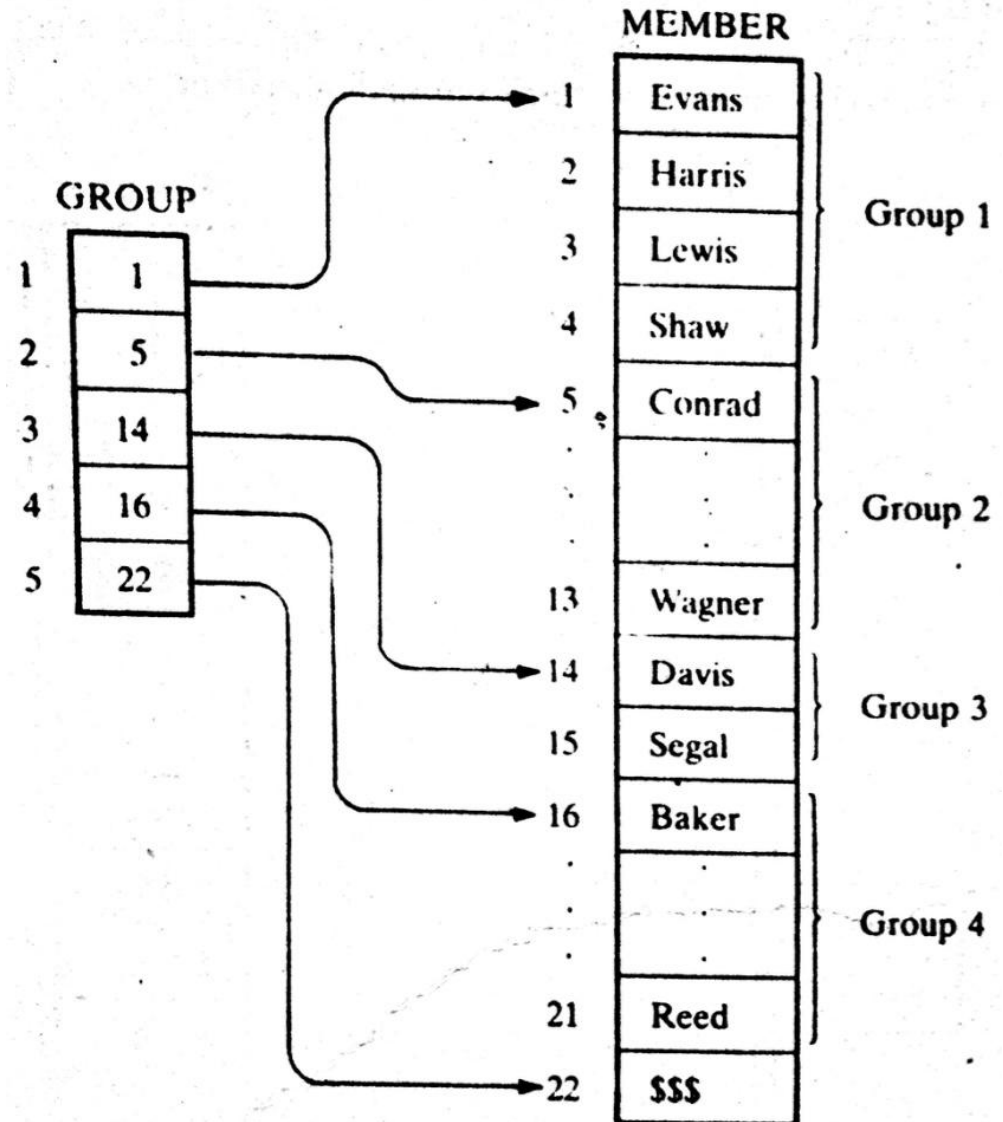 MEMBER
1 Evans
2 Harris
GROUP
Group 1
3 Lewis
1 1
4 Shaw
2 5
5 Conrad
3 14
4 16
Group 2
5 22
13 Wagner
14 Davis
Group 3
15 Segal
16 Baker
Group 4
21 Reed
22 $$$